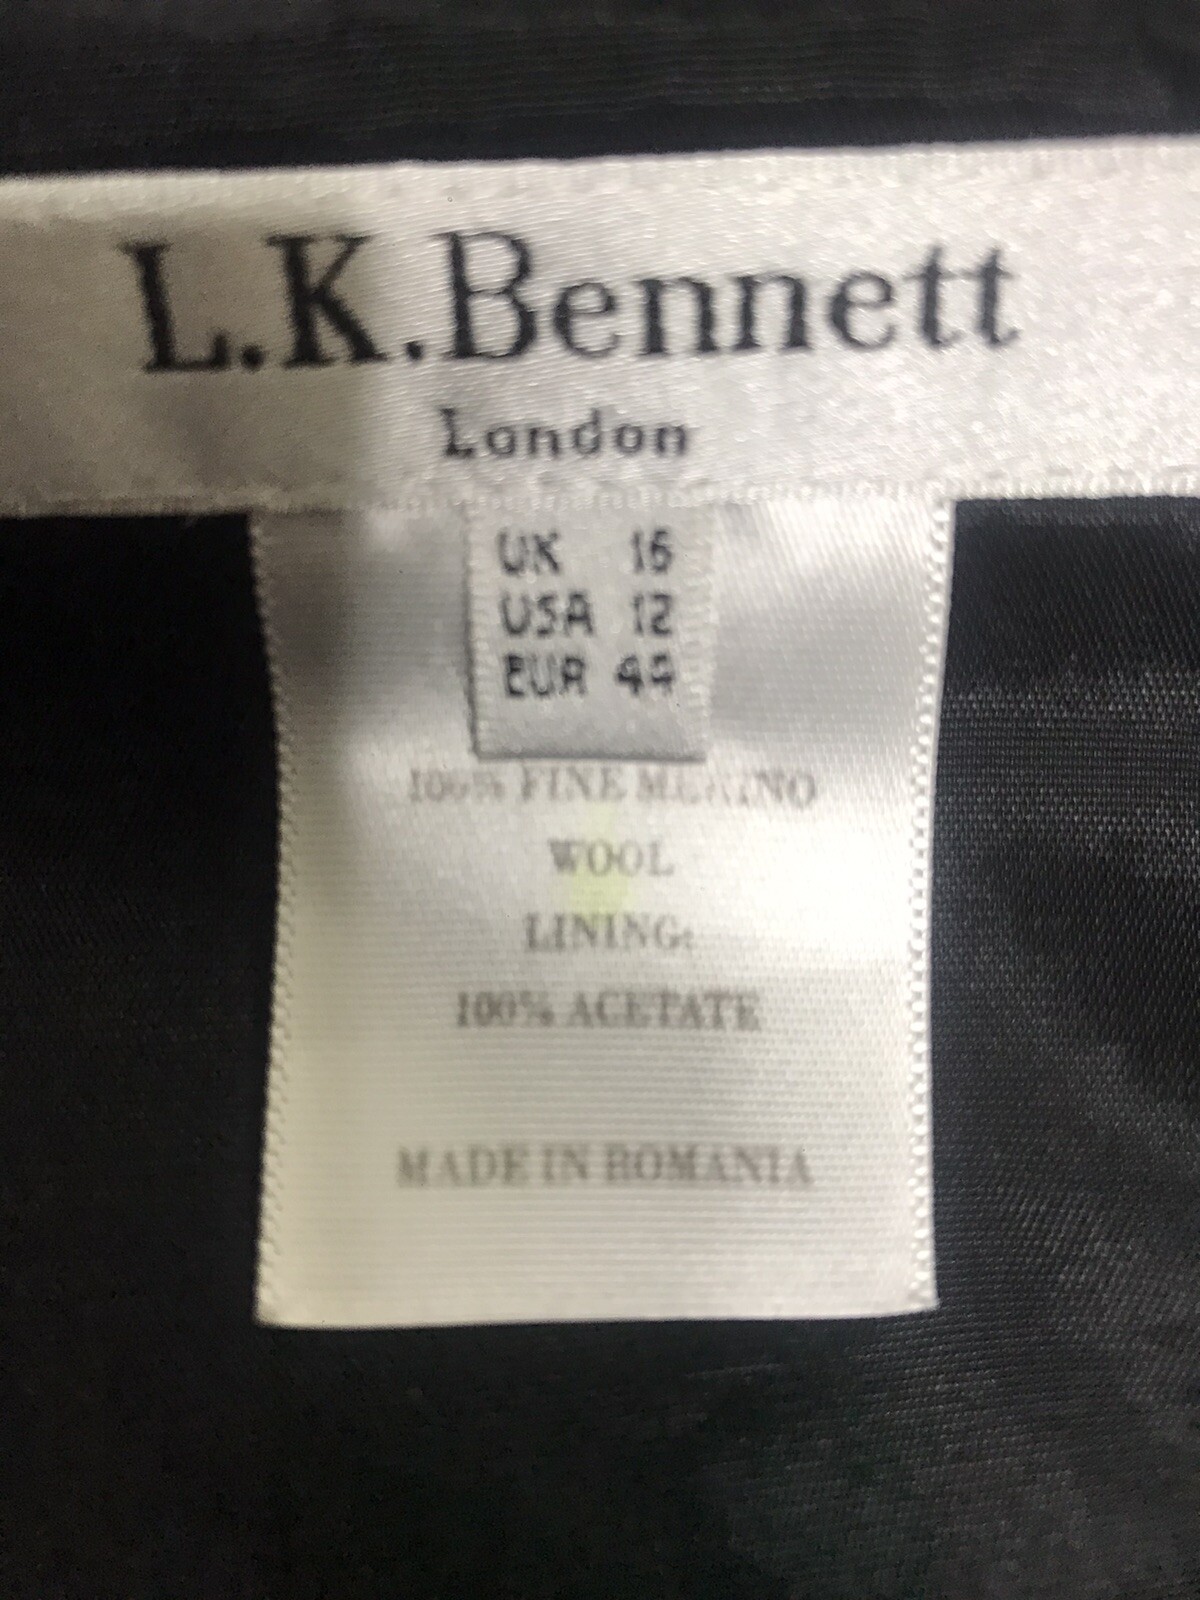 L.K.Bennett
London
UK 16
USA 12
EUR 44
100% FINE MERINO
WOOL
LINING:
100% ACETATE
MADE IN ROMANIA